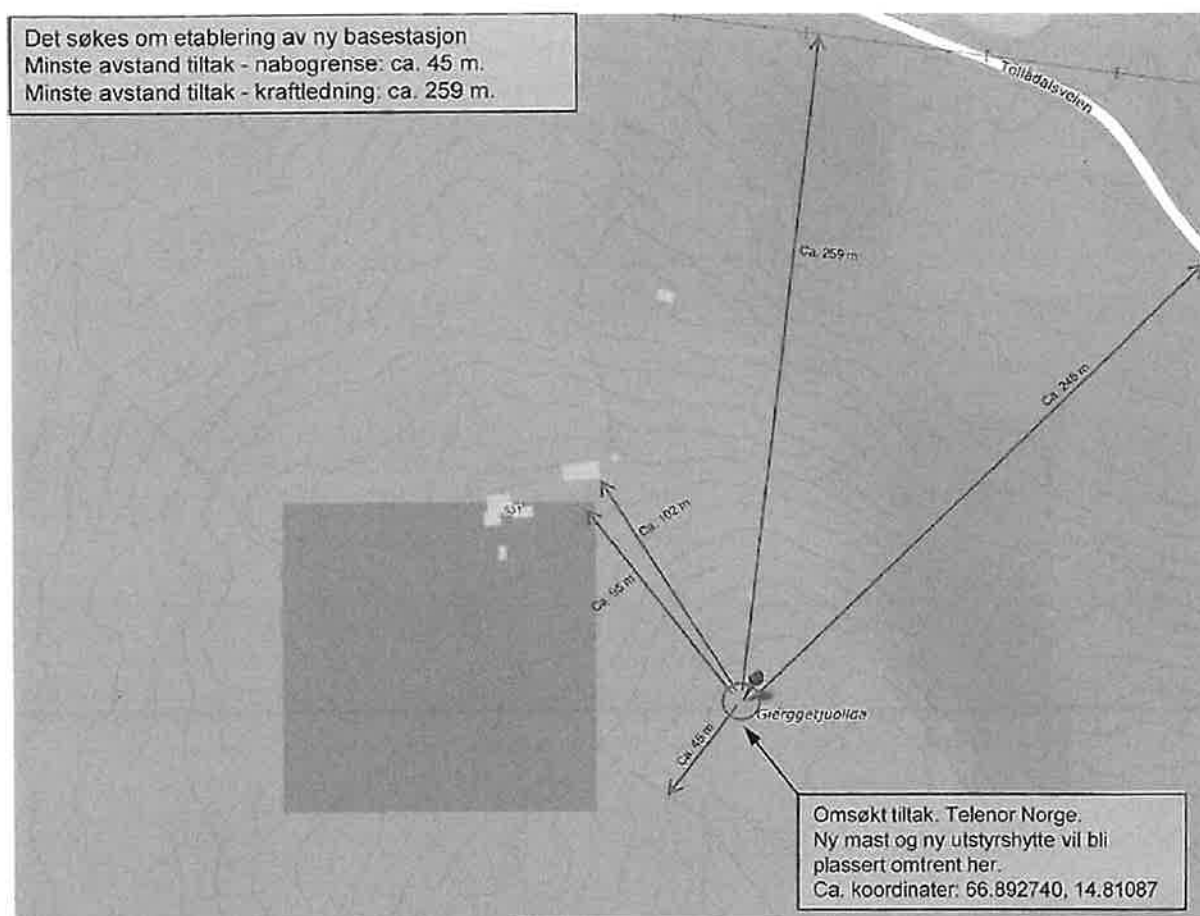 Det søkes om etablering av ny basestasjon
Minste avstand tiltak - nabogrense: ca. 45 m.
Minste avstand tiltak - kraftledning: ca. 259 m.
Tollådalsveien
Ca. 259 m
Ca. 246 m
Ca. 102 m
Ca. 95 m
Gierggetjuollda
Ca. 45 m
Omsøkt tiltak. Telenor Norge.
Ny mast og ny utstyrshytte vil bli
plassert omtrent her.
Ca. koordinater: 66.892740, 14.81087